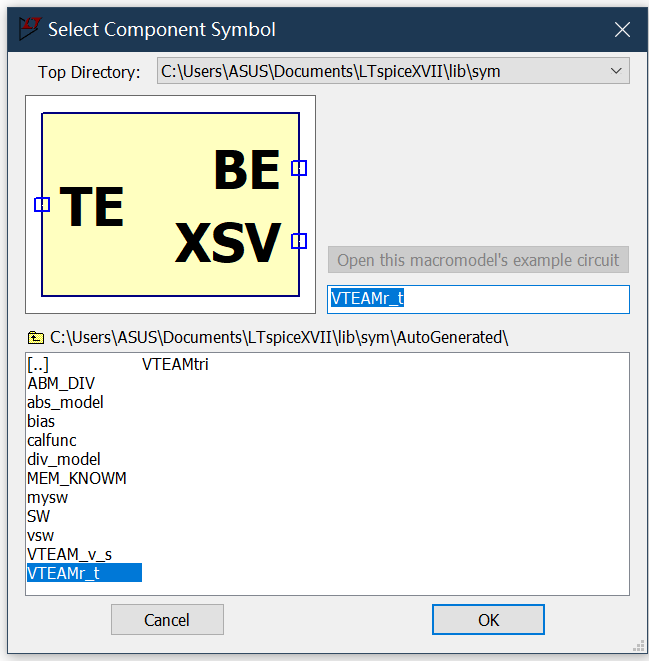 Select Component Symbol
Top Directory: C:\Users\ASUS\Documents\LTspiceXVII\lib\sym
BE
TE
XSV
Open this macromodel's example circuit
VTEAMr_t
C:\Users\ASUS\Documents\LTspiceXVII\lib\sym\AutoGenerated\
[..]
ABM_DIV
abs_model
bias
calfunc
div_model
MEM_KNOWM
mysw
SW
vsw
VTEAM_v_s
VTEAMr_t
VTEAMtri
Cancel
OK